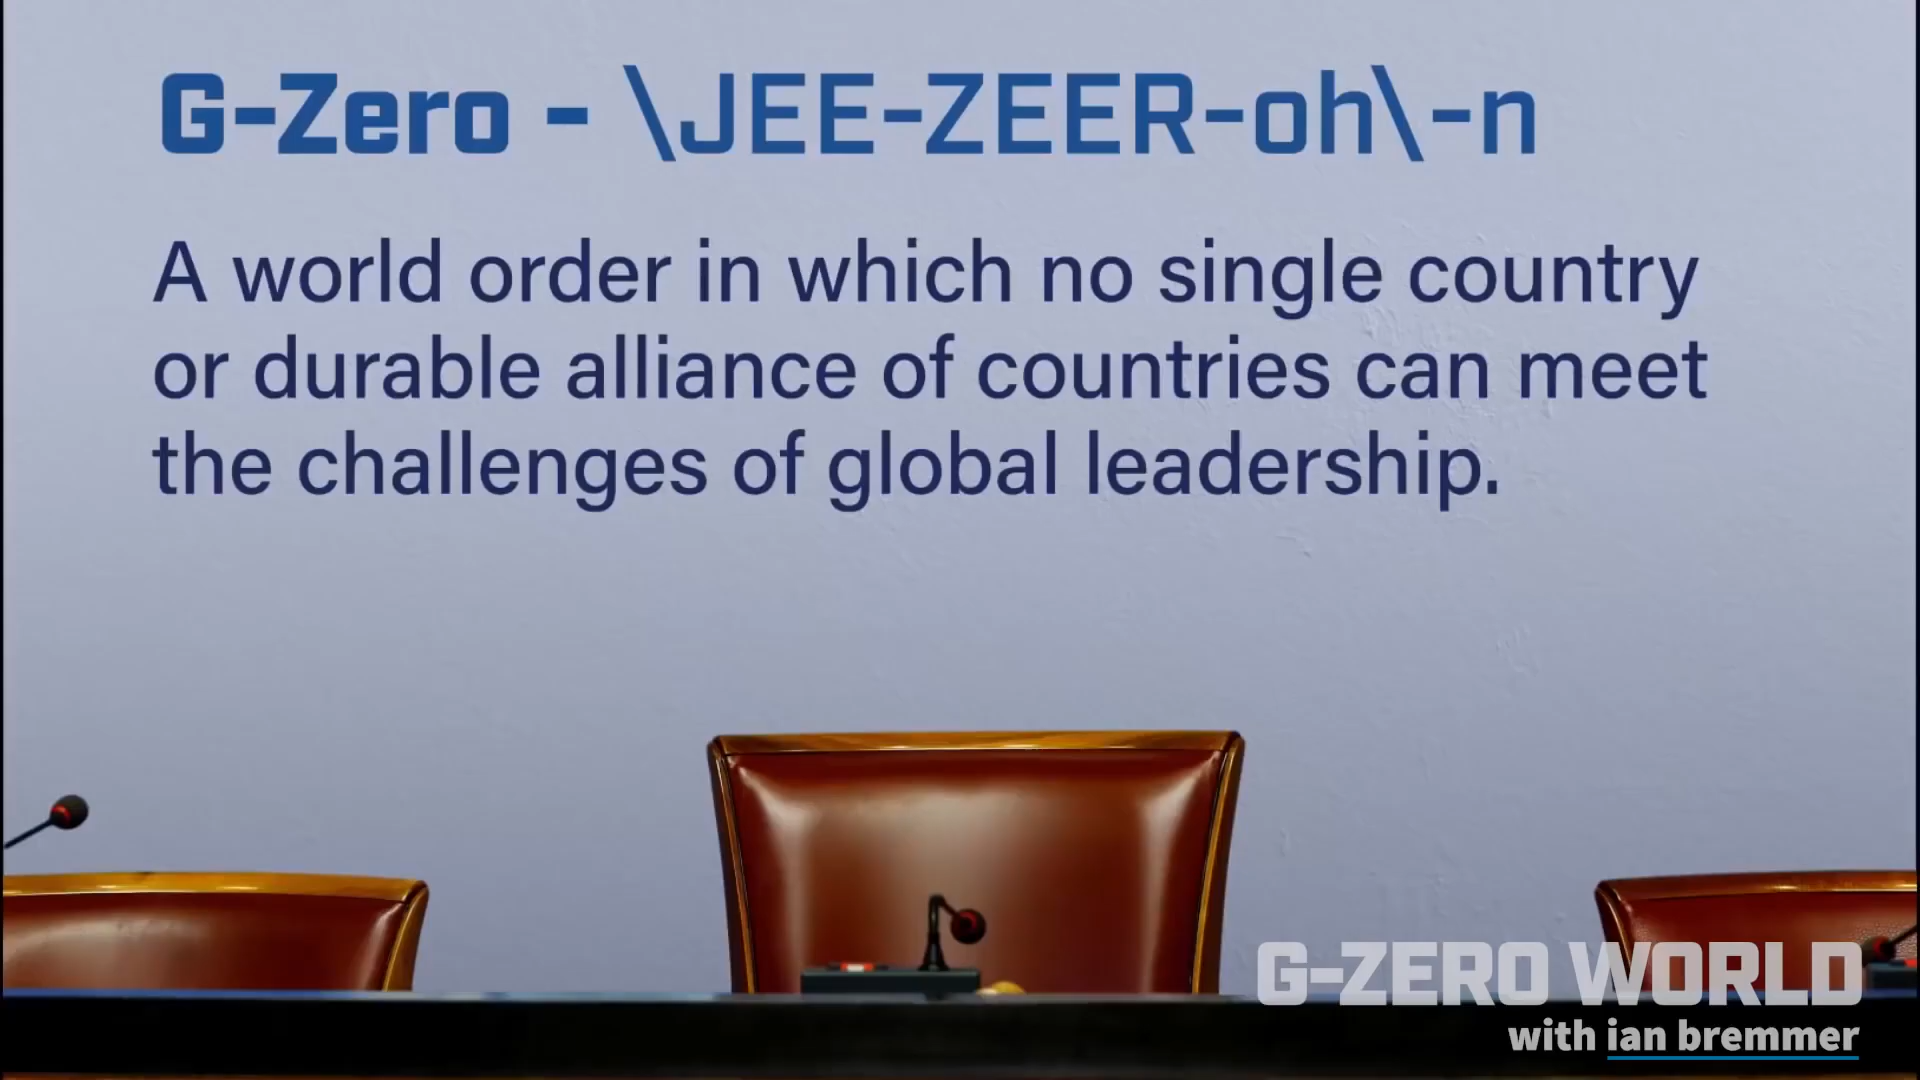 G-Zero - \JEE-ZEER-oh\-n
A world order in which no single country
or durable alliance of countries can meet
the challenges of global leadership.
G-ZERO WORLD
with ian bremmer